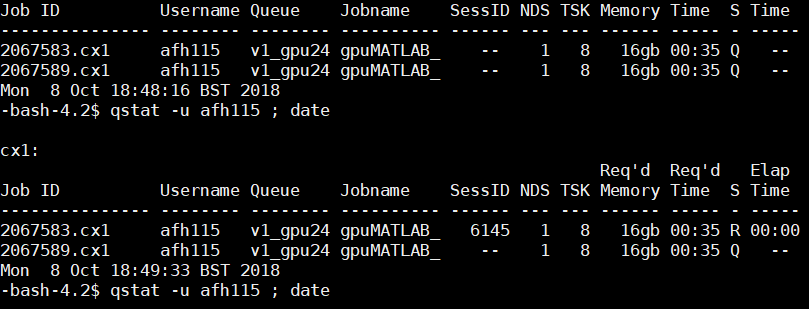 Job ID          Username Queue    Jobname    SessID NDS TSK Memory Time  S Time
--------------- -------- -------- ---------- ------ --- --- ------ ----- - -----
2067583.cx1     afh115   v1_gpu24 gpuMATLAB_    --    1   8   16gb 00:35 Q   --
2067589.cx1     afh115   v1_gpu24 gpuMATLAB_    --    1   8   16gb 00:35 Q   --
Mon  8 Oct 18:48:16 BST 2018
-bash-4.2$ qstat -u afh115 ; date

cx1:
                                                            Req'd  Req'd   Elap
Job ID          Username Queue    Jobname    SessID NDS TSK Memory Time  S Time
--------------- -------- -------- ---------- ------ --- --- ------ ----- - -----
2067583.cx1     afh115   v1_gpu24 gpuMATLAB_   6145   1   8   16gb 00:35 R 00:00
2067589.cx1     afh115   v1_gpu24 gpuMATLAB_    --    1   8   16gb 00:35 Q   --
Mon  8 Oct 18:49:33 BST 2018
-bash-4.2$ qstat -u afh115 ; date